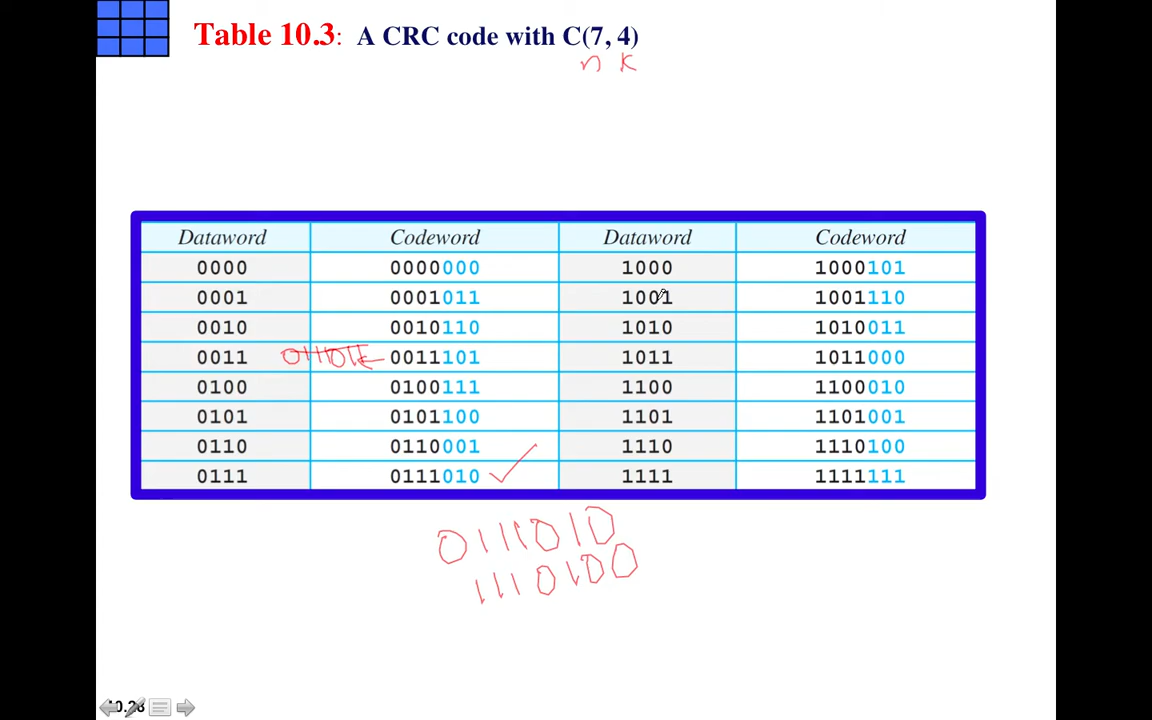 Table 10.3: A CRC code with C(7, 4)
n k
Dataword Codeword Dataword Codeword
0000 0000000 1000 1000101
0001 0001011 1001 1001110
0010 0010110 1010 1010011
0011 0011101 1011 1011000
0100 0100111 1100 1100010
0101 0101100 1101 1101001
0110 0110001 1110 1110100
0111 0111010 1111 1111111
0111010
1110100
10.28